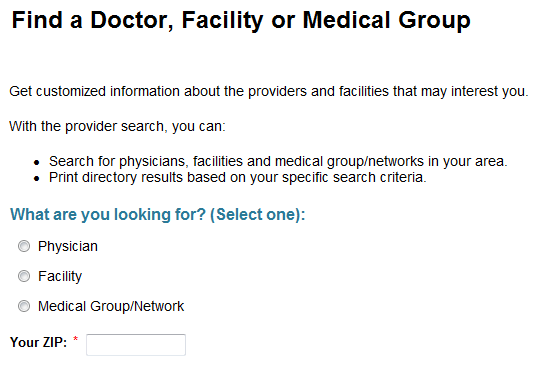 Find a Doctor, Facility or Medical Group
Get customized information about the providers and facilities that may interest you.
With the provider search, you can:
• Search for physicians, facilities and medical group/networks in your area.
• Print directory results based on your specific search criteria.
What are you looking for? (Select one):
Physician
Facility
Medical Group/Network
Your ZIP: *